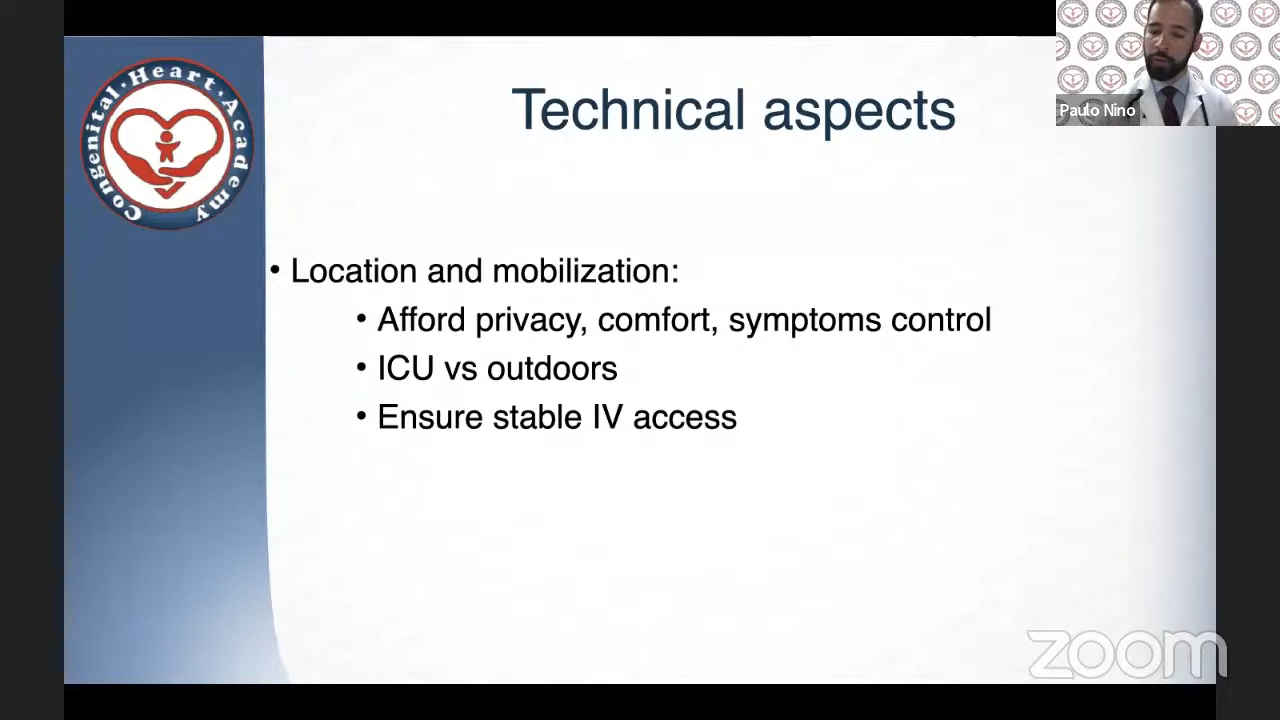 Congenital · Heart · Academy
Technical aspects
Paulo Nino
• Location and mobilization:
• Afford privacy, comfort, symptoms control
• ICU vs outdoors
• Ensure stable IV access
zoom